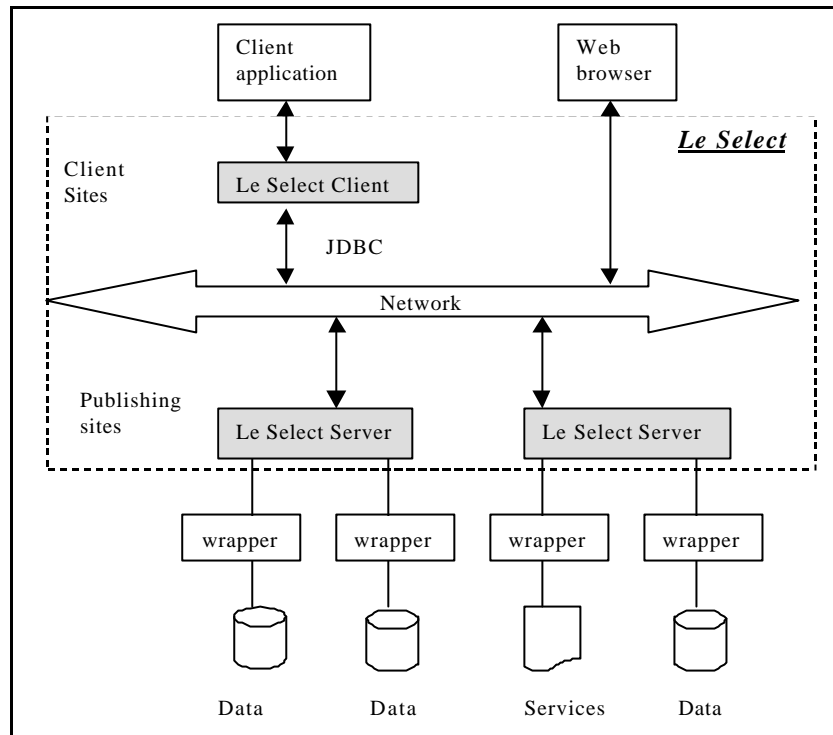 Client
application
Web
browser
Le Select
Client
Sites
Le Select Client
JDBC
Network
Publishing
sites
Le Select Server
Le Select Server
wrapper
wrapper
wrapper
wrapper
Data
Data
Services
Data